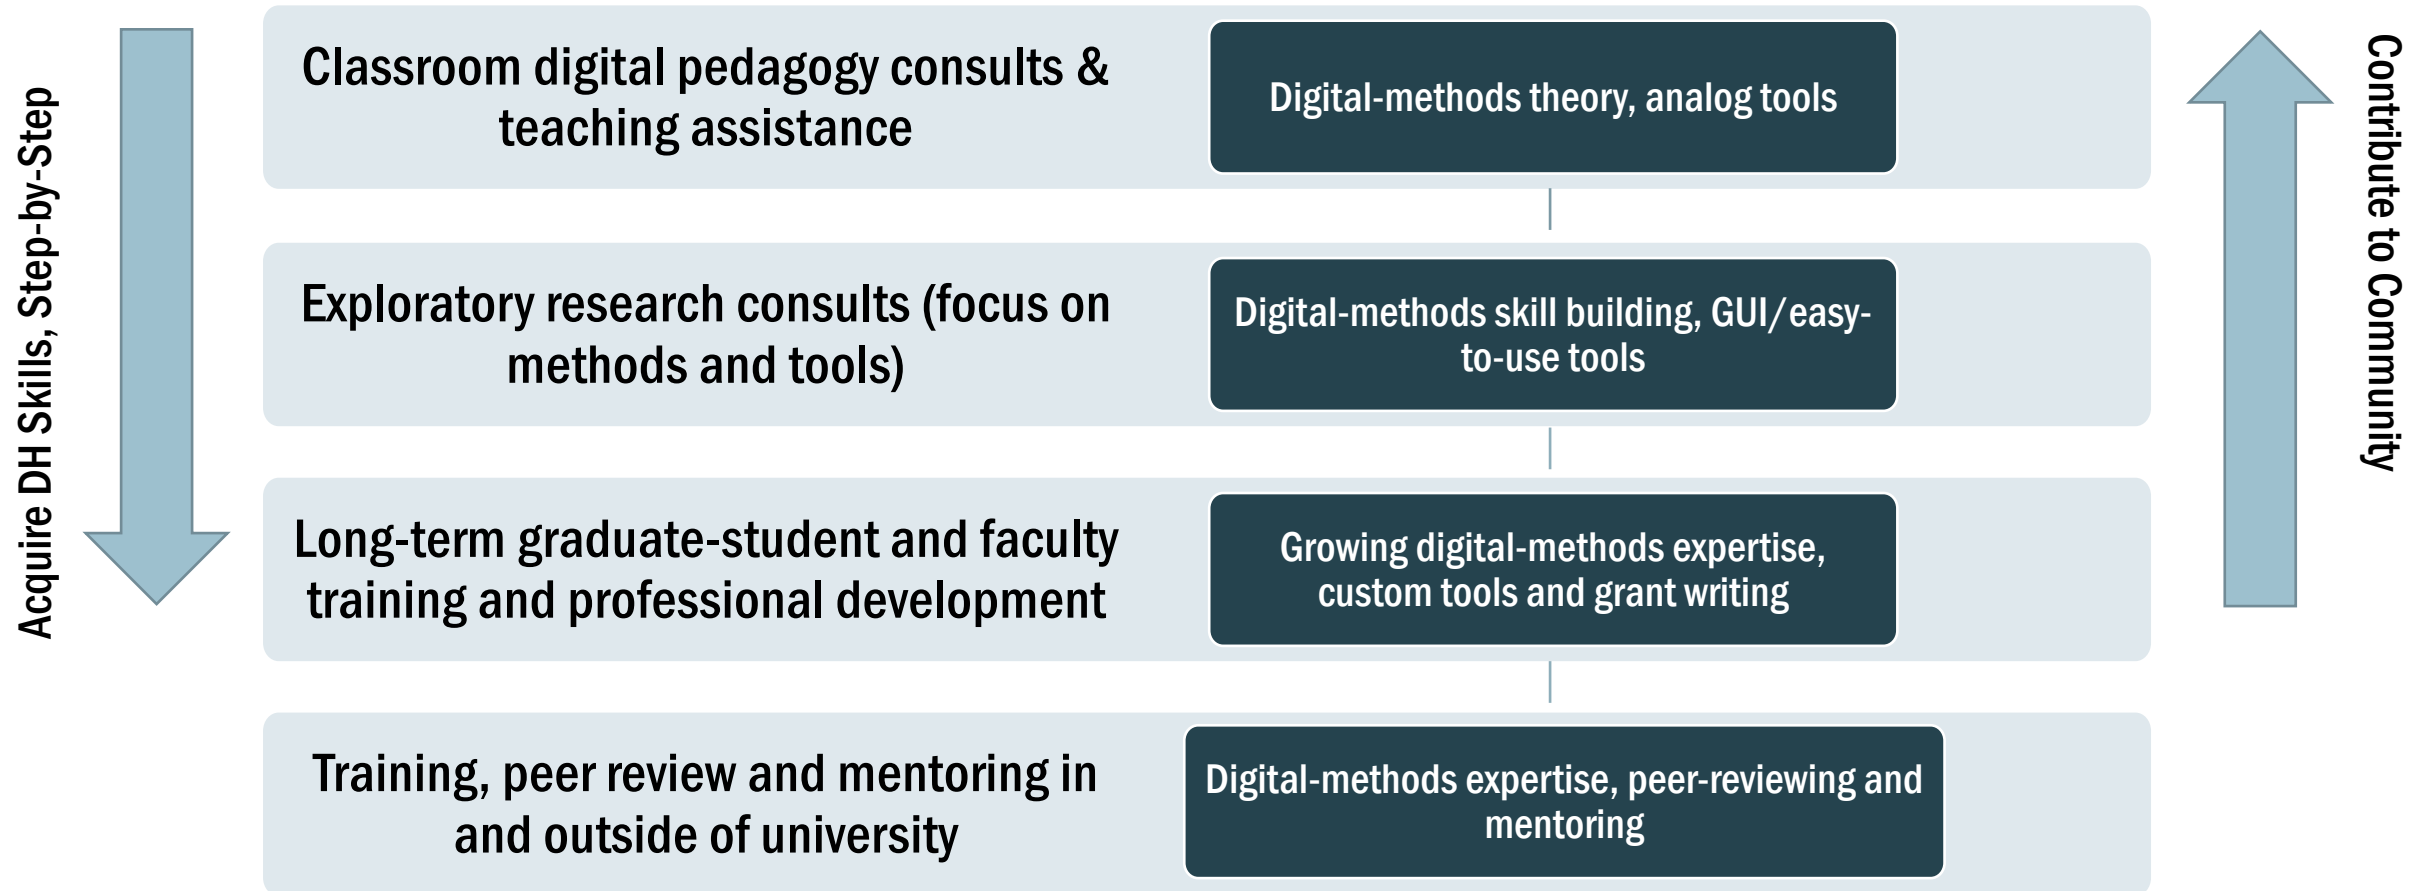 Acquire DH Skills, Step-by-Step
Classroom digital pedagogy consults &
teaching assistance
Digital-methods theory, analog tools
Exploratory research consults (focus on
methods and tools)
Digital-methods skill building, GUI/easy-
to-use tools
Long-term graduate-student and faculty
training and professional development
Growing digital-methods expertise,
custom tools and grant writing
Training, peer review and mentoring in
and outside of university
Digital-methods expertise, peer-reviewing and
mentoring
Contribute to Community